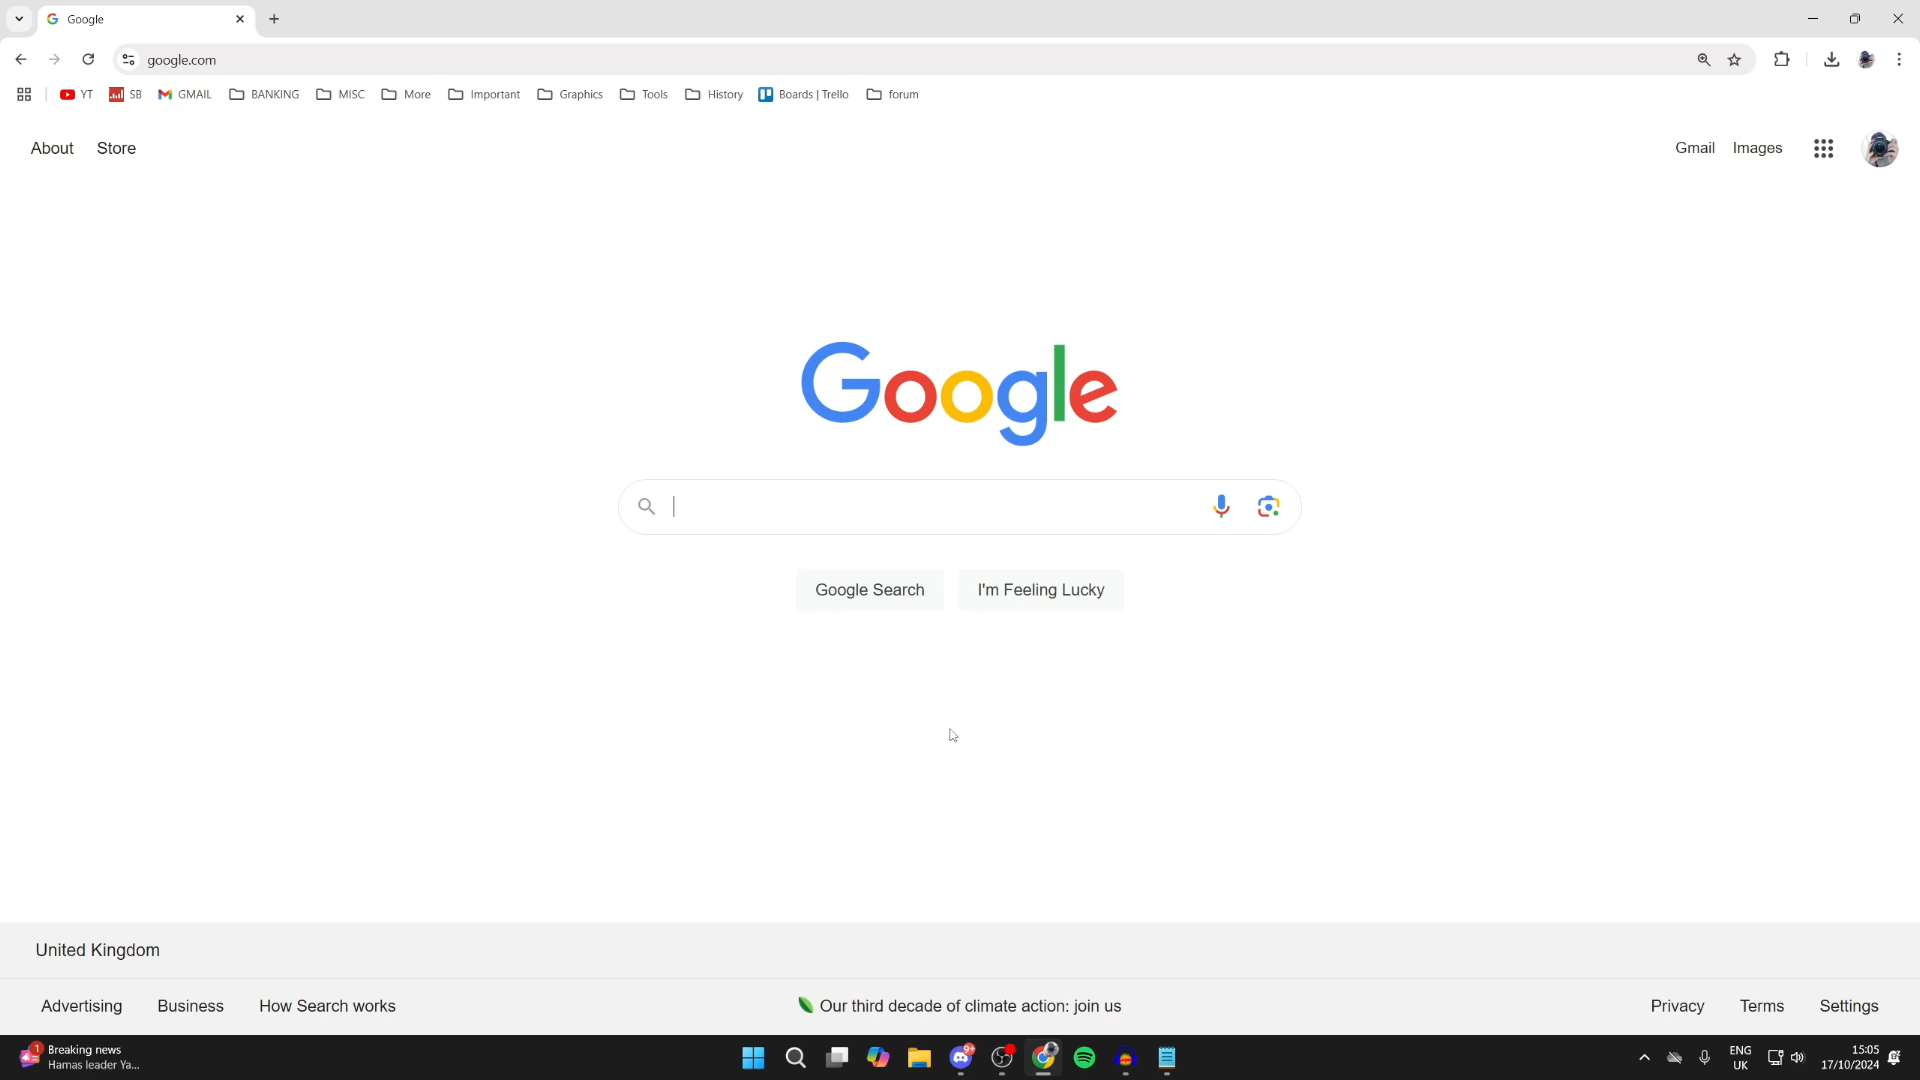 Google
google.com
YT SB GMAIL BANKING MISC More Important Graphics Tools History Boards | Trello forum
About Store Gmail Images
Google
Google Search I'm Feeling Lucky
United Kingdom
Advertising Business How Search works Our third decade of climate action: join us Privacy Terms Settings
1 Breaking news
Hamas leader Ya...
9+
ENG
UK
15:05
17/10/2024